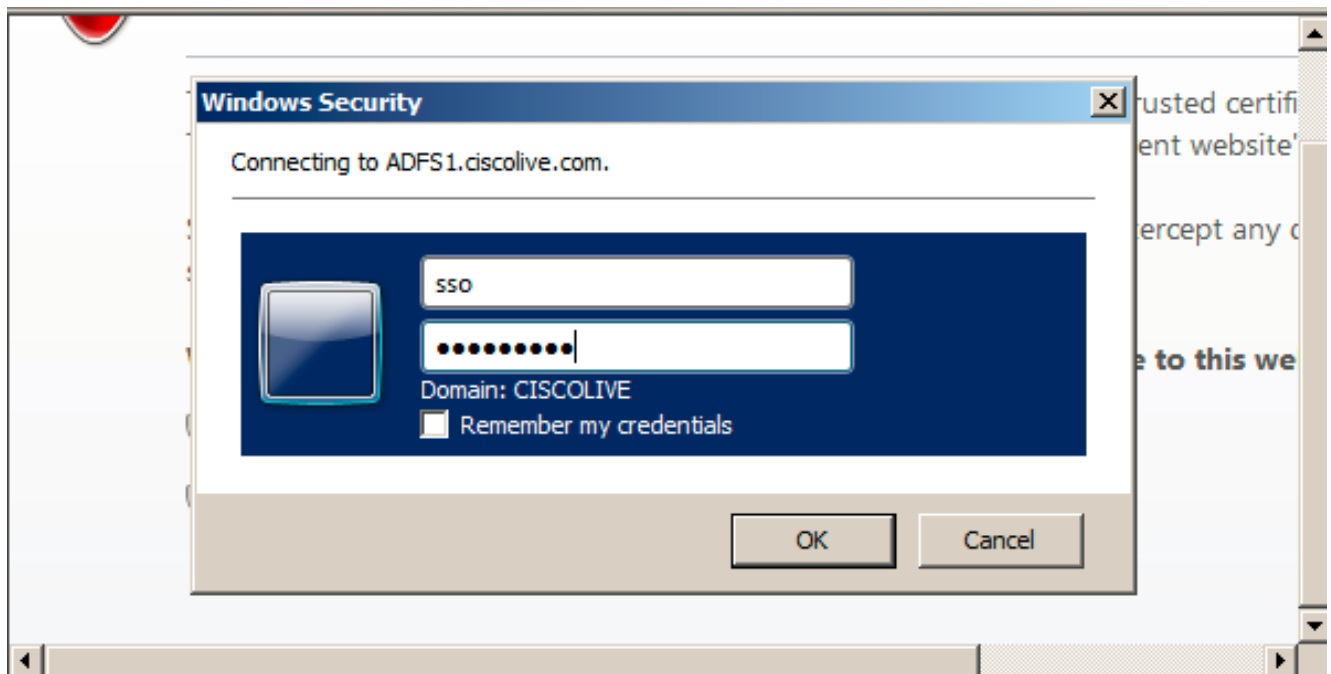 Windows Security
rusted certifi
Connecting to ADFS1.ciscolive.com.
ent website'
ercept any
sso
•••••••••
e to this we
Domain: CISCOLIVE
Remember my credentials
OK
Cancel